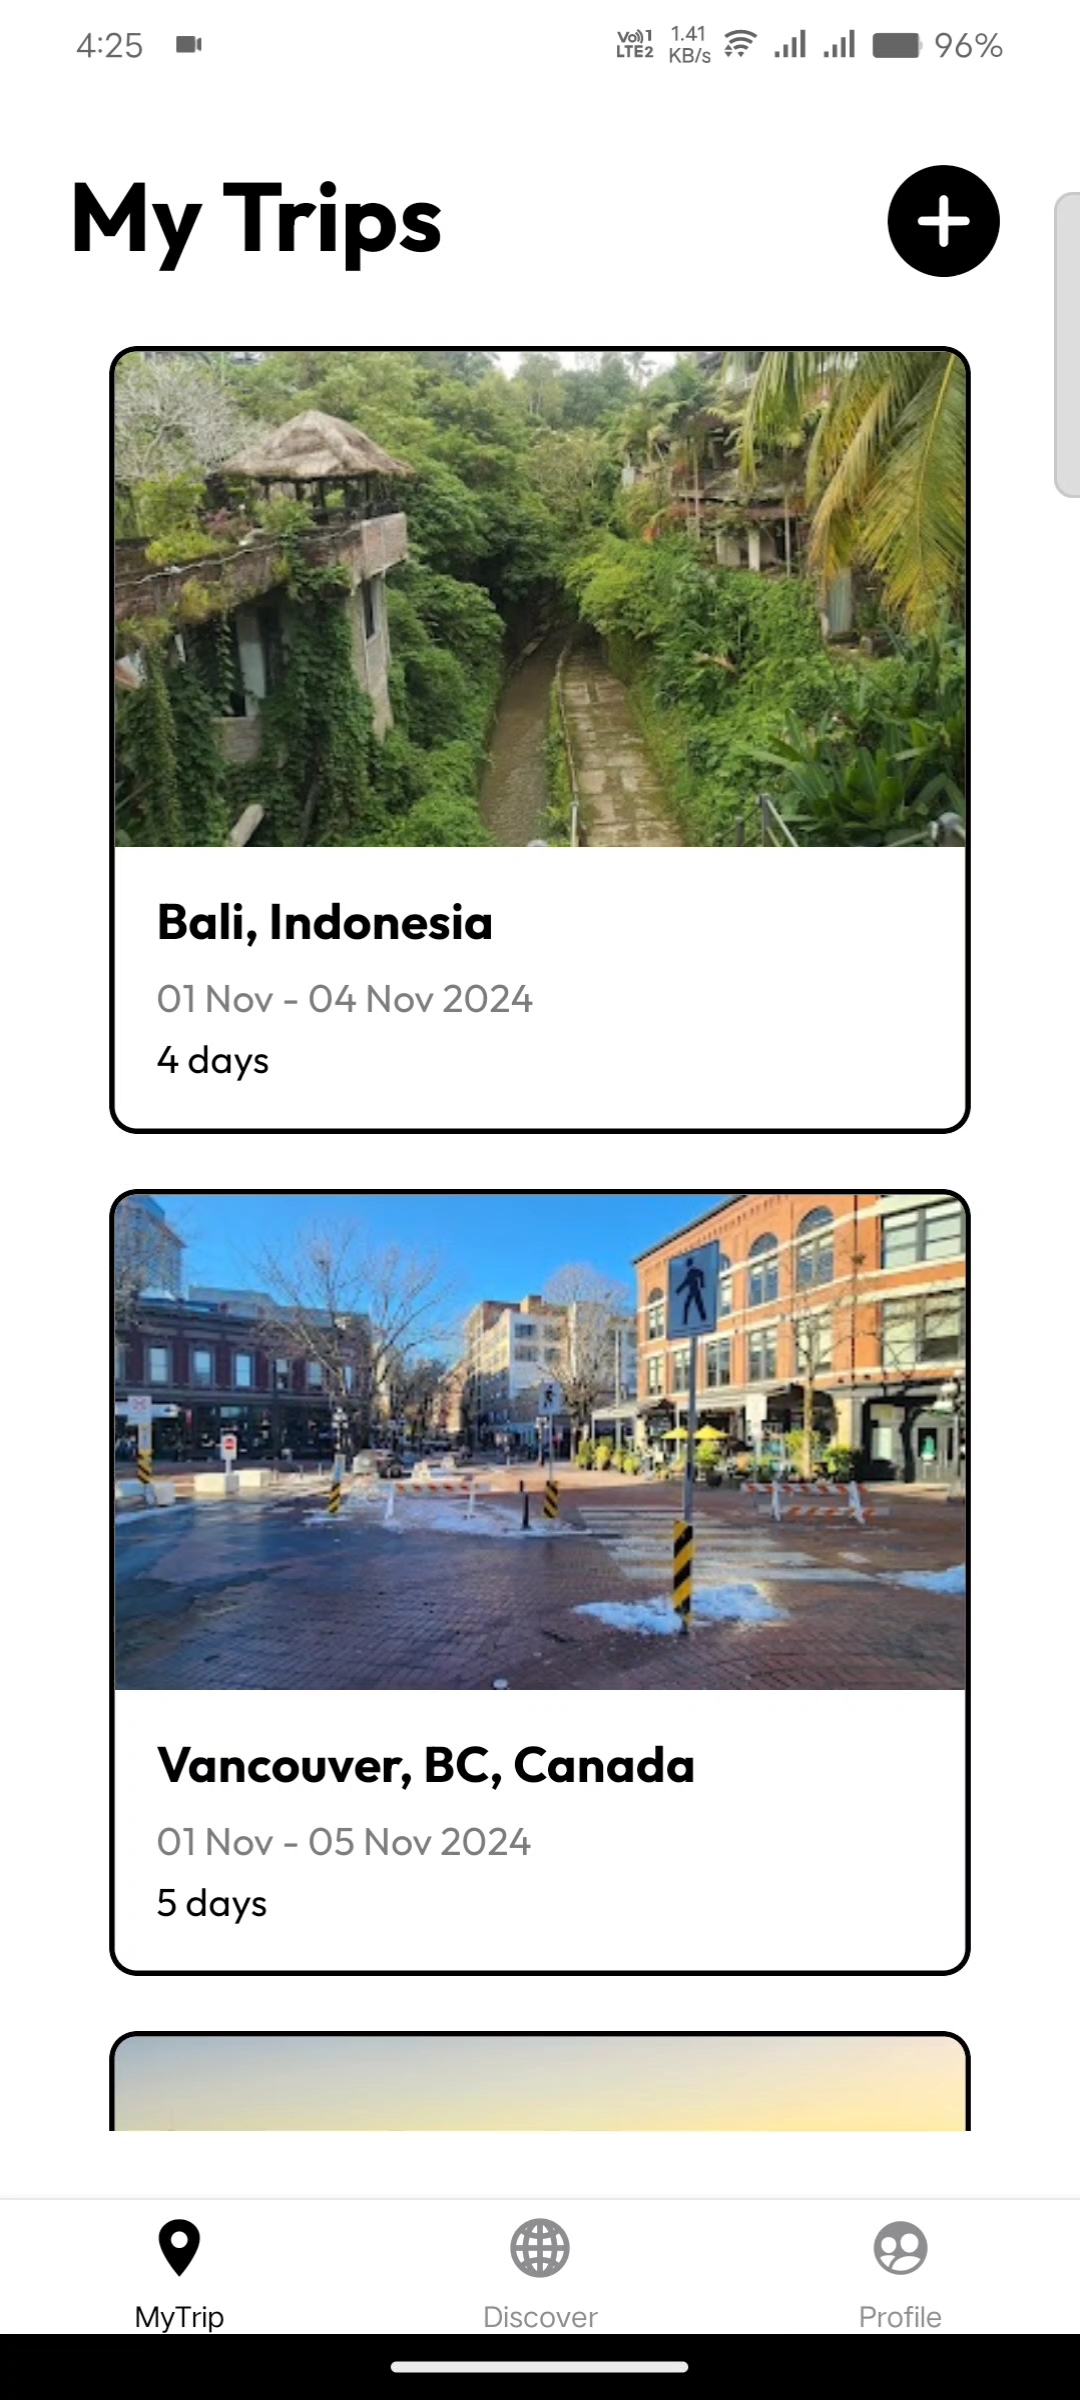 4:25
Vo)) 1
LTE2
1.41
KB/s
96%
My Trips
Bali, Indonesia
01 Nov - 04 Nov 2024
4 days
Vancouver, BC, Canada
01 Nov - 05 Nov 2024
5 days
MyTrip
Discover
Profile